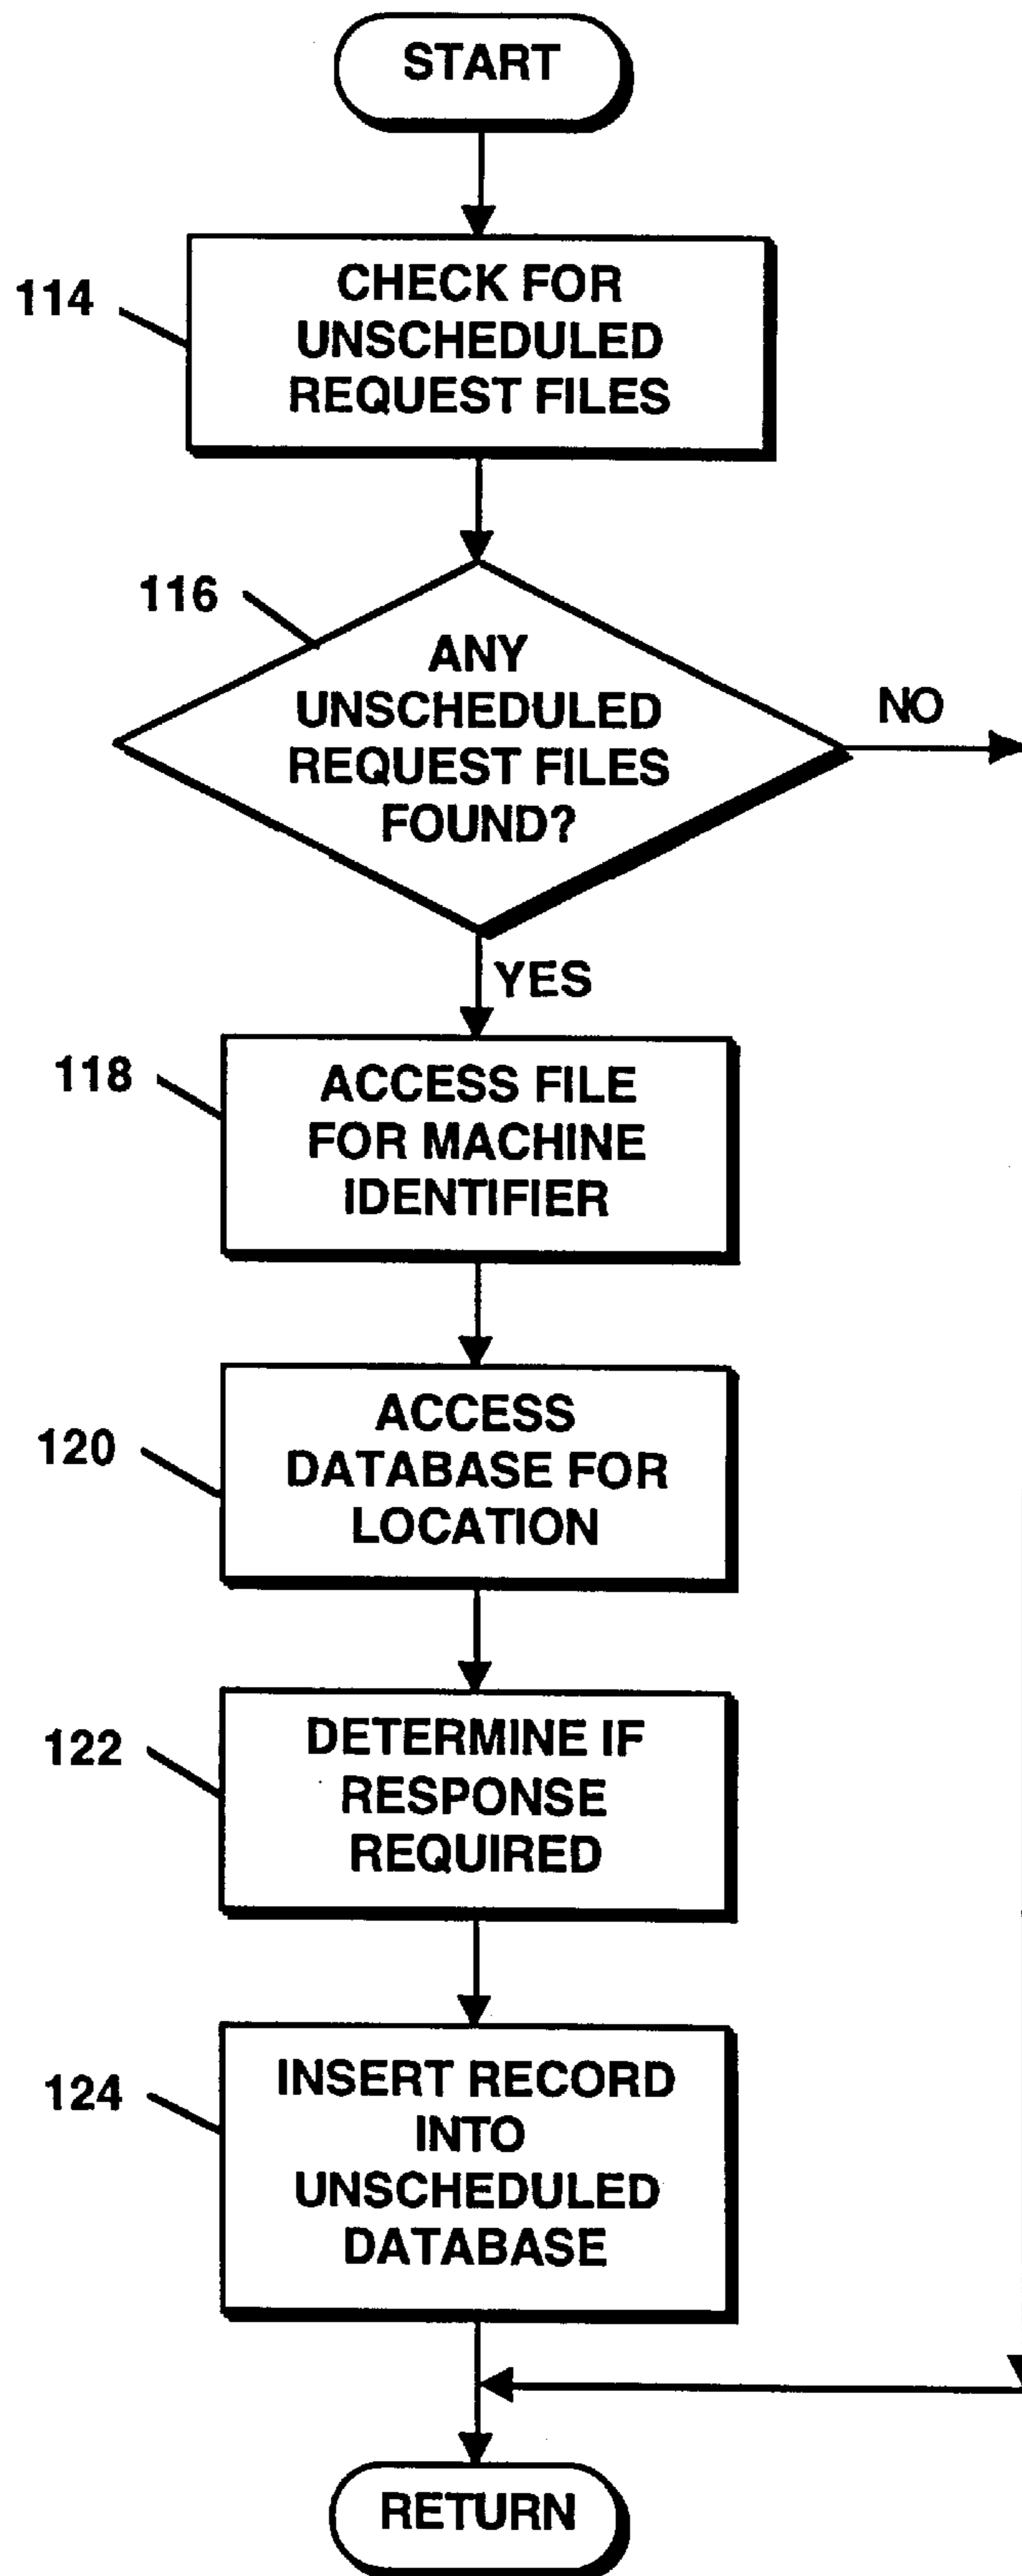 START
114
CHECK FOR
UNSCHEDULED
REQUEST FILES
116
ANY
UNSCHEDULED
REQUEST FILES
FOUND?
NO
YES
118
ACCESS FILE
FOR MACHINE
IDENTIFIER
120
ACCESS
DATABASE FOR
LOCATION
122
DETERMINE IF
RESPONSE
REQUIRED
124
INSERT RECORD
INTO
UNSCHEDULED
DATABASE
RETURN